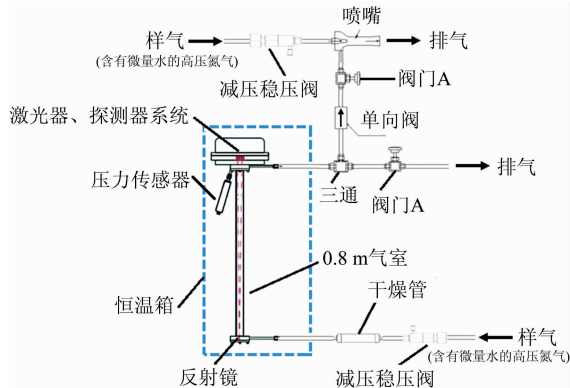 喷嘴
样气
(含有微量水的高压氮气)
排气
减压稳压阀
阀门A
激光器、探测器系统
单向阀
压力传感器
排气
三通
阀门A
0.8 m气室
恒温箱
干燥管
样气
(含有微量水的高压氮气)
反射镜
减压稳压阀